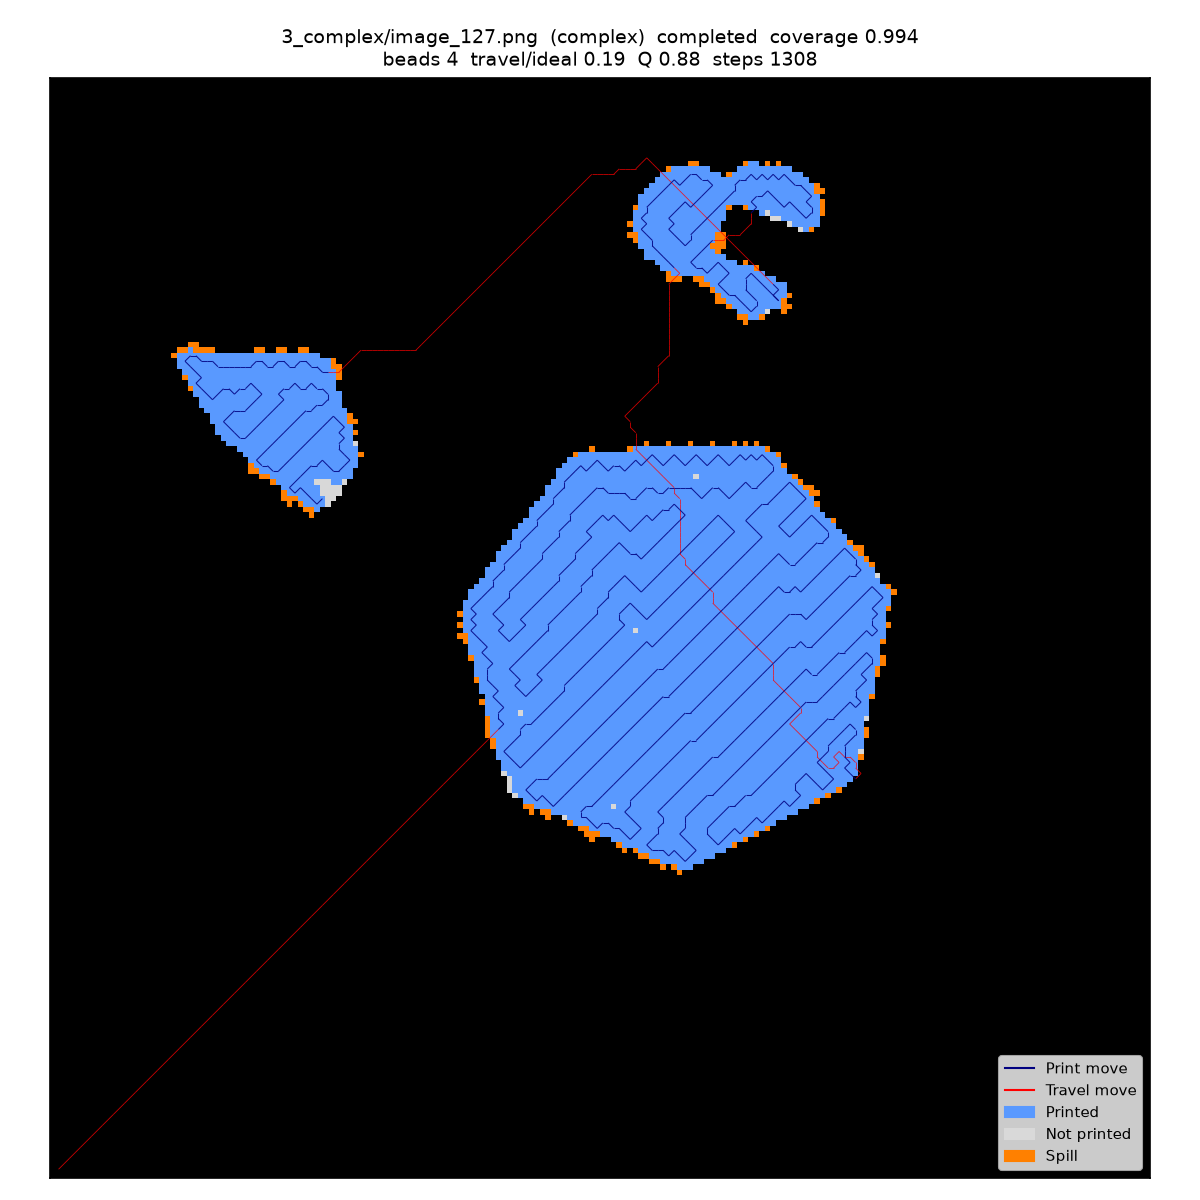 3_complex/image_127.png  (complex)  completed  coverage 0.994
beads 4  travel/ideal 0.19  Q 0.88  steps 1308
Print move
Travel move
Printed
Not printed
Spill